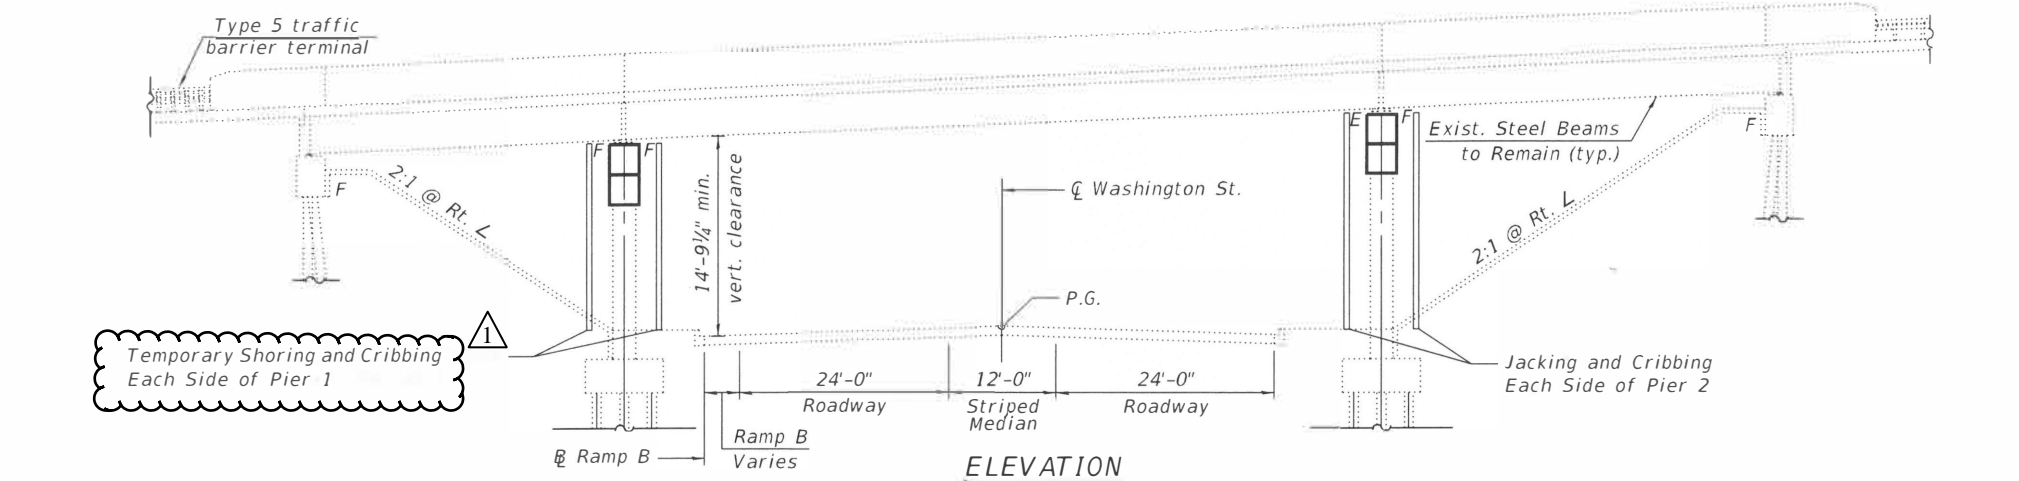 Type 5 traffic
barrier terminal
F
2:1 @ Rt. ∠
F
F
14'-9¼" min.
vert. clearance
℄ Washington St.
P.G.
E
F
Exist. Steel Beams
to Remain (typ.)
F
2:1 @ Rt. ∠
1
Temporary Shoring and Cribbing
Each Side of Pier 1
Jacking and Cribbing
Each Side of Pier 2
24'-0"
Roadway
12'-0"
Striped
Median
24'-0"
Roadway
Ramp B
Varies
BL Ramp B
ELEVATION